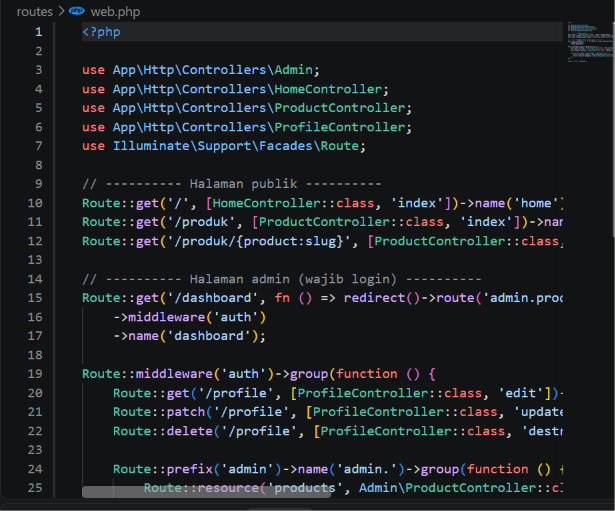 routes > web.php
1 <?php
2
3 use App\Http\Controllers\Admin;
4 use App\Http\Controllers\HomeController;
5 use App\Http\Controllers\ProductController;
6 use App\Http\Controllers\ProfileController;
7 use Illuminate\Support\Facades\Route;
8
9 // ---------- Halaman publik ----------
10 Route::get('/', [HomeController::class, 'index'])->name('home')
11 Route::get('/produk', [ProductController::class, 'index'])->nam
12 Route::get('/produk/{product:slug}', [ProductController::class,
13
14 // ---------- Halaman admin (wajib login) ----------
15 Route::get('/dashboard', fn () => redirect()->route('admin.prod
16     ->middleware('auth')
17     ->name('dashboard');
18
19 Route::middleware('auth')->group(function () {
20     Route::get('/profile', [ProfileController::class, 'edit'])-
21     Route::patch('/profile', [ProfileController::class, 'update
22     Route::delete('/profile', [ProfileController::class, 'destr
23
24     Route::prefix('admin')->name('admin.')->group(function () {
25         Route::resource('products', Admin\ProductController::cl